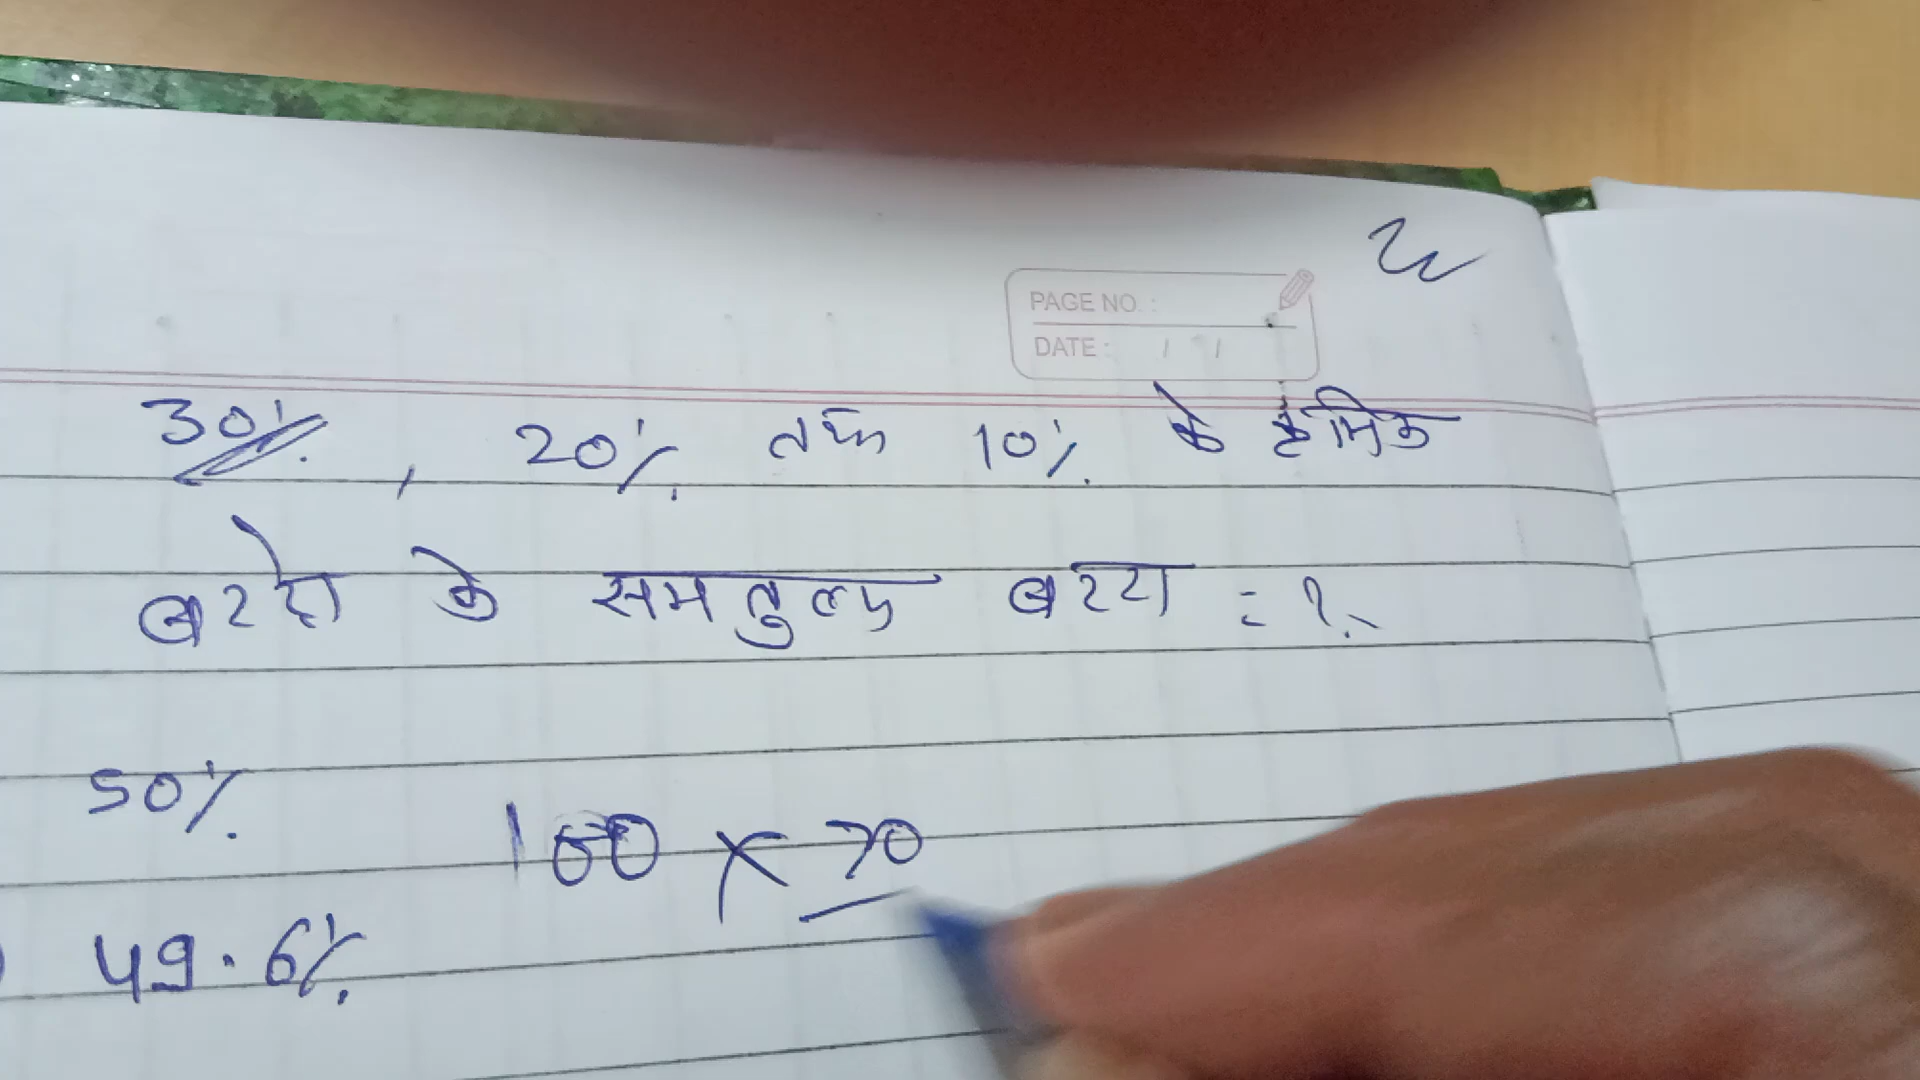 PAGE NO. :
DATE : / /
30%, 20% तथा 10% के क्रमिक
बट्टों के समतुल्य बट्टा = ?
50%
100 × 70
49.6%